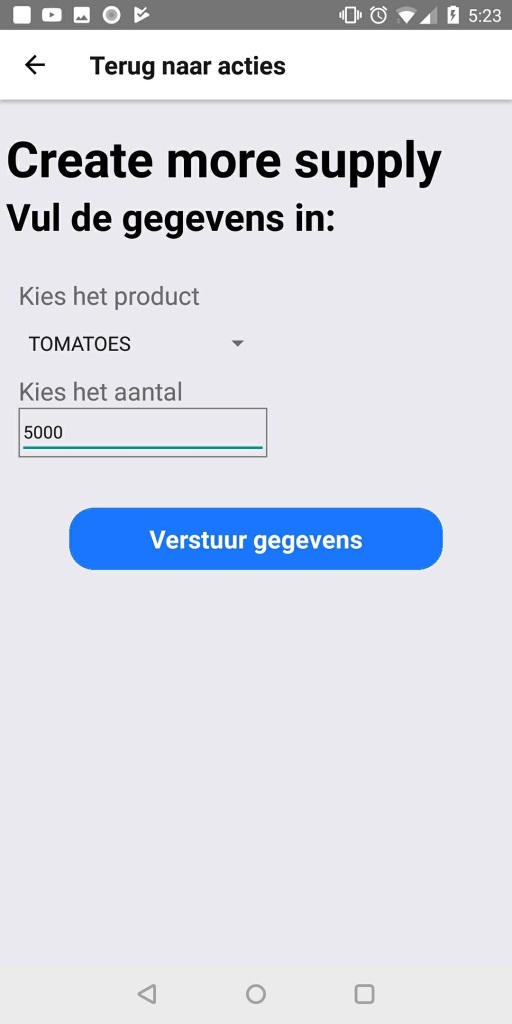 5:23
Terug naar acties
Create more supply
Vul de gegevens in:
Kies het product
TOMATOES
Kies het aantal
5000
Verstuur gegevens